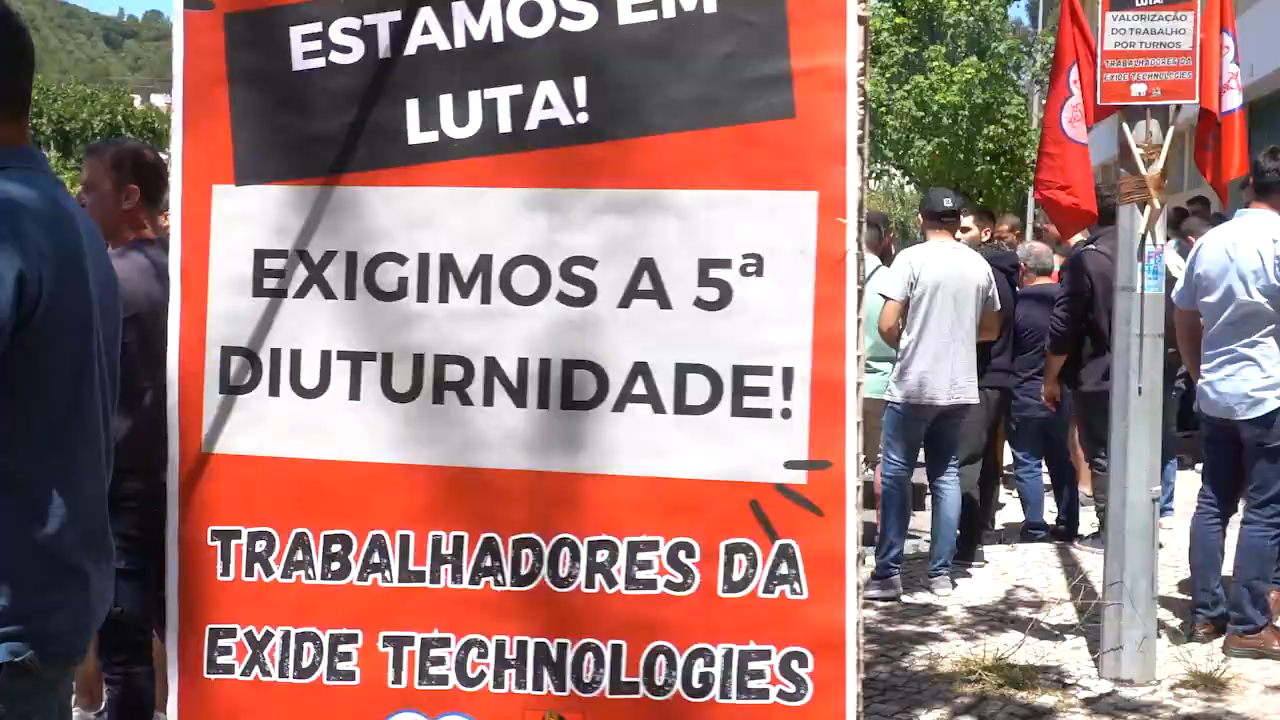 ESTAMOS EM
LUTA!
EXIGIMOS A 5ª
DIUTURNIDADE!
TRABALHADORES DA
EXIDE TECHNOLOGIES
LUTA!
VALORIZAÇÃO
DO TRABALHO
POR TURNOS
TRABALHADORES DA
EXIDE TECHNOLOGIES